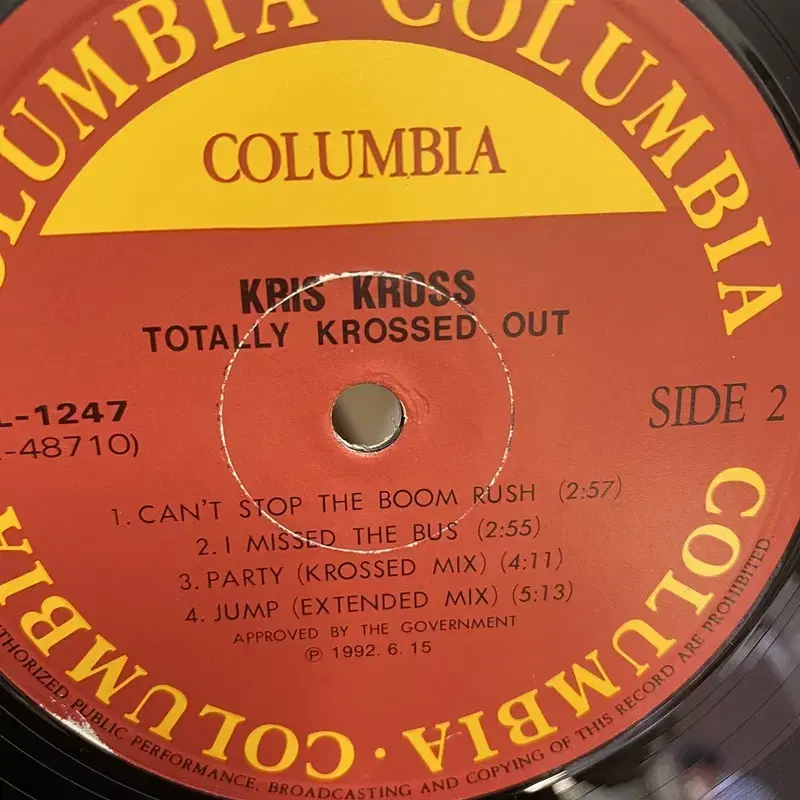 COLUMBIA COLUMBIA COLUMBIA COLUMBIA · COLUMBIA
COLUMBIA
KRIS KROSS
TOTALLY KROSSED OUT
L-1247
-48710)
SIDE 2
1. CAN'T STOP THE BOOM RUSH (2:57)
2. I MISSED THE BUS (2:55)
3. PARTY (KROSSED MIX) (4:11)
4. JUMP (EXTENDED MIX) (5:13)
APPROVED BY THE GOVERNMENT
℗ 1992. 6. 15
UTHORIZED PUBLIC PERFORMANCE, BROADCASTING AND COPYING OF THIS RECORD ARE PROHIBITED.